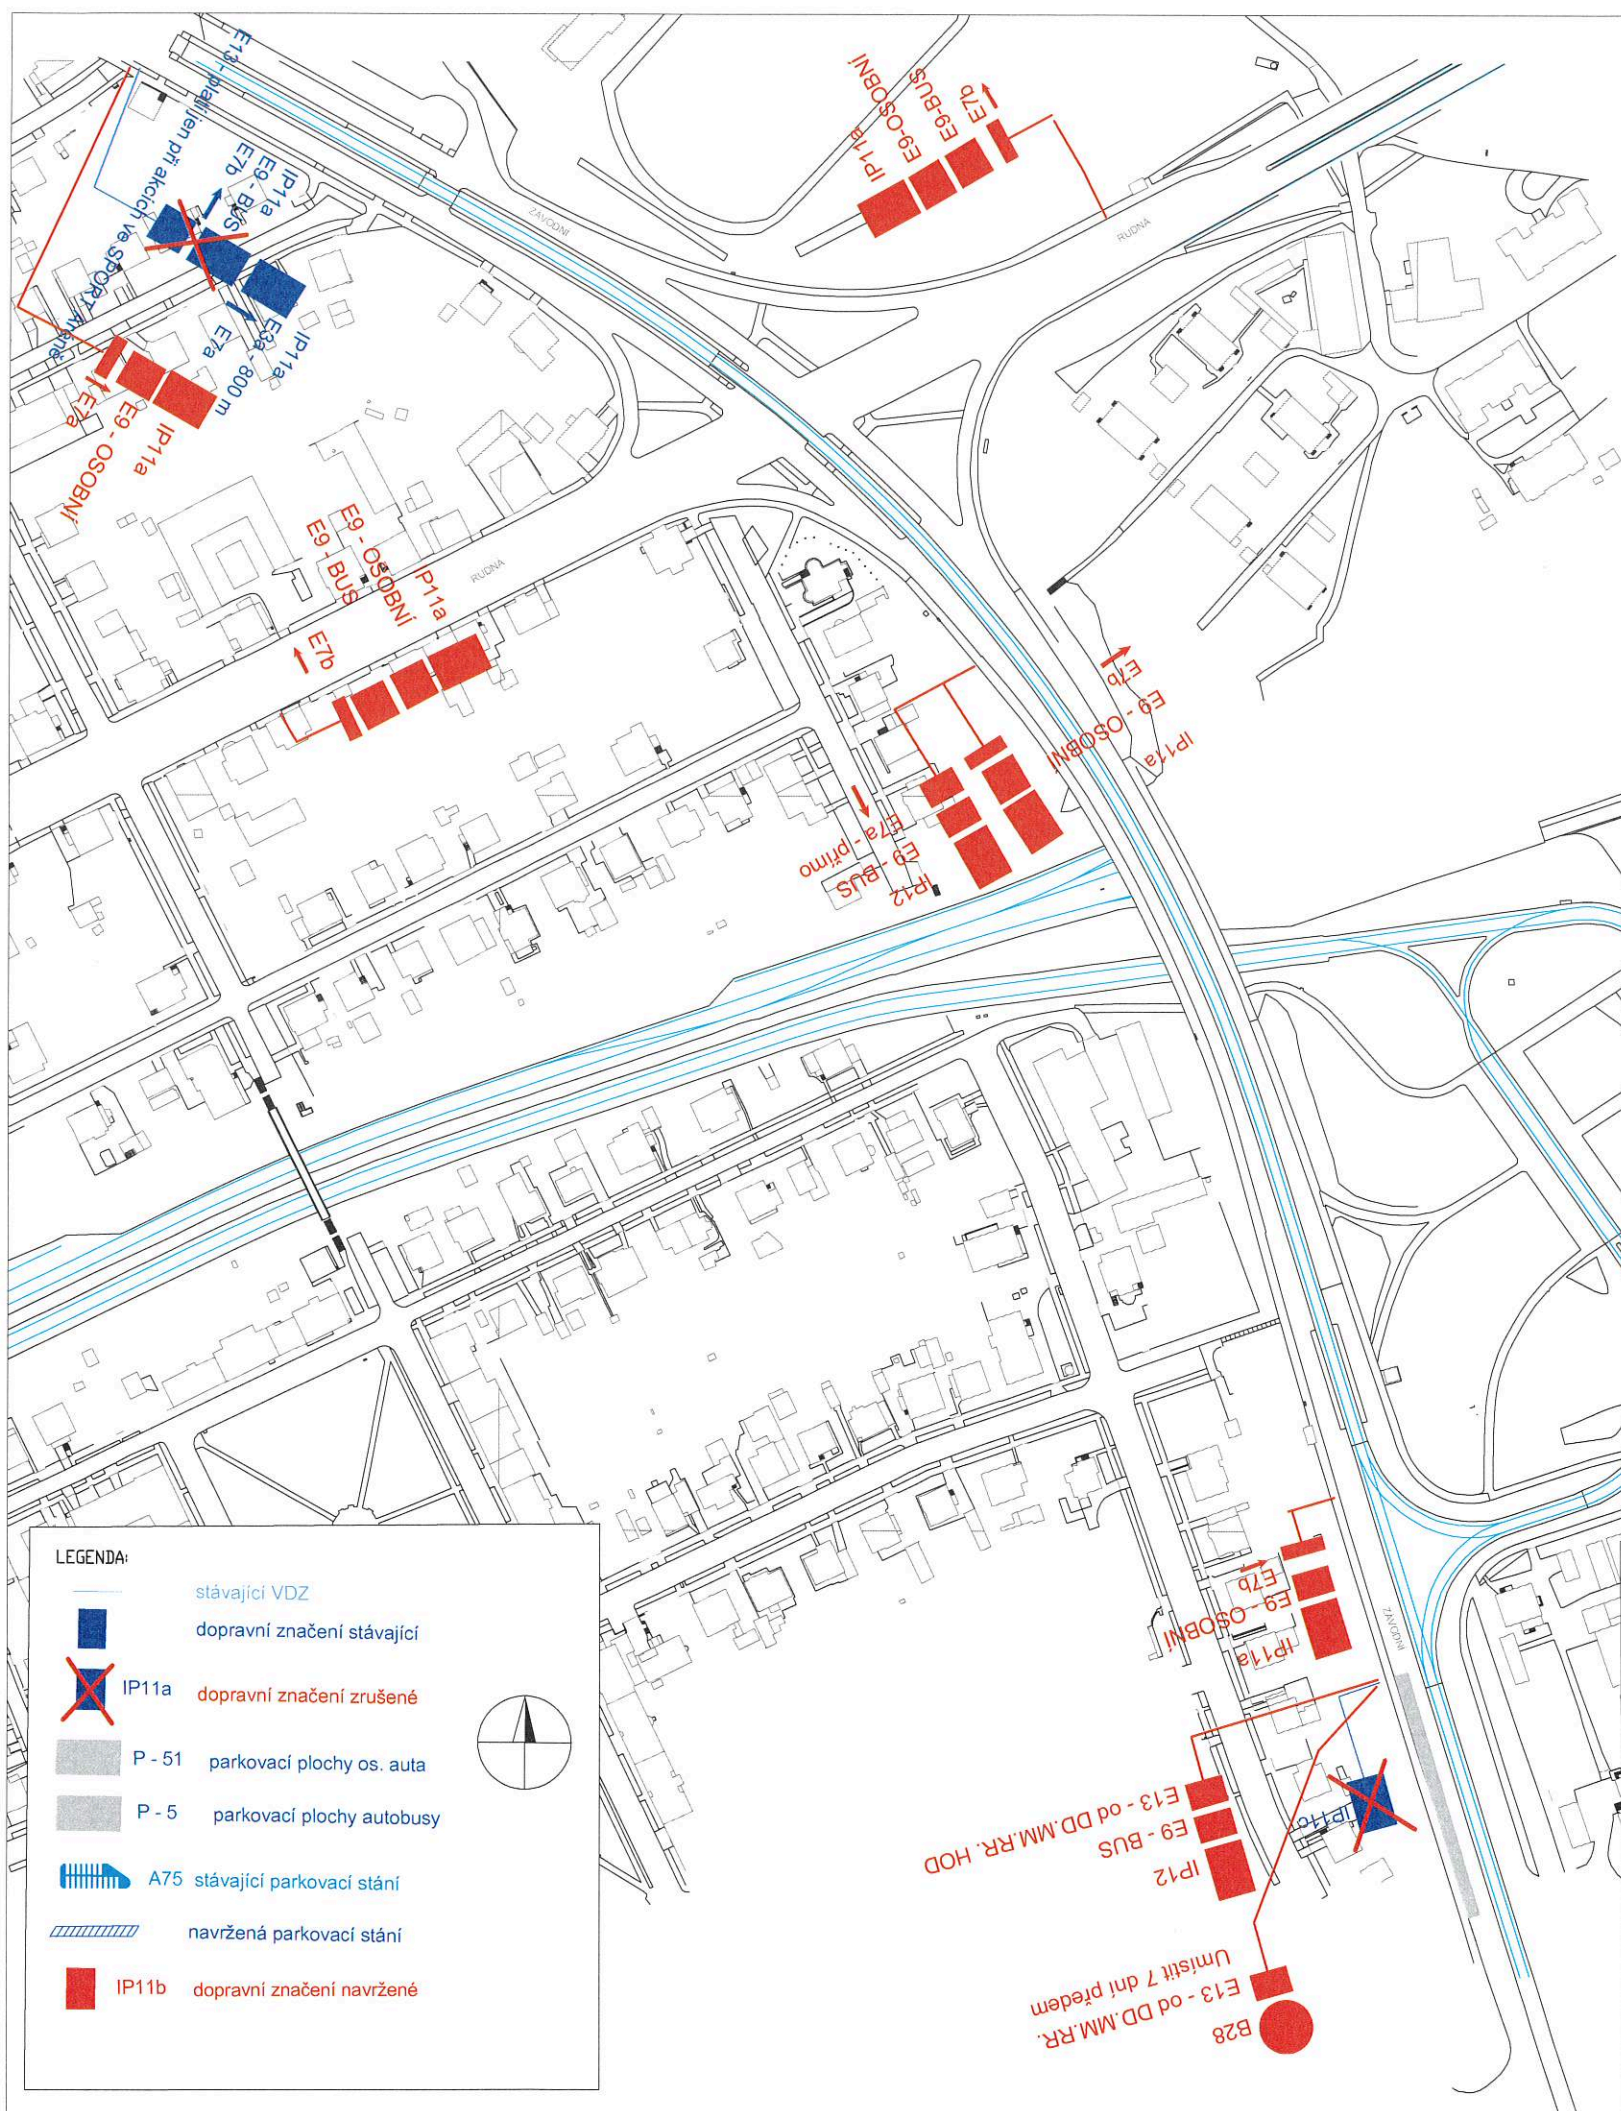 E13 - platí jen při akcích ve SPORT Aréně
E7b
E9 - BUS
IP11a
IP11a
E3a - 800 m
E7a
E7a
E9 - OSOBNÍ
IP11a
ZÁVODNÍ
IP11a
E9-OSOBNÍ
E9-BUS
E7b
RUDNÁ
E9 - BUS
E9 - OSOBNÍ
IP11a
E7b
RUDNÁ
E7b
E9 - OSOBNÍ
IP11a
E7a - přímo
E9 - BUS
IP12
E7b
E9 - OSOBNÍ
IP11a
ZÁVODNÍ
IP11c
E13 - od DD.MM.RR. HOD
E9 - BUS
IP12
Umístit 7 dní předem
E13 - od DD.MM.RR.
B28
LEGENDA:
stávající VDZ
dopravní značení stávající
IP11a dopravní značení zrušené
P - 51 parkovací plochy os. auta
P - 5 parkovací plochy autobusy
A75 stávající parkovací stání
navržená parkovací stání
IP11b dopravní značení navržené